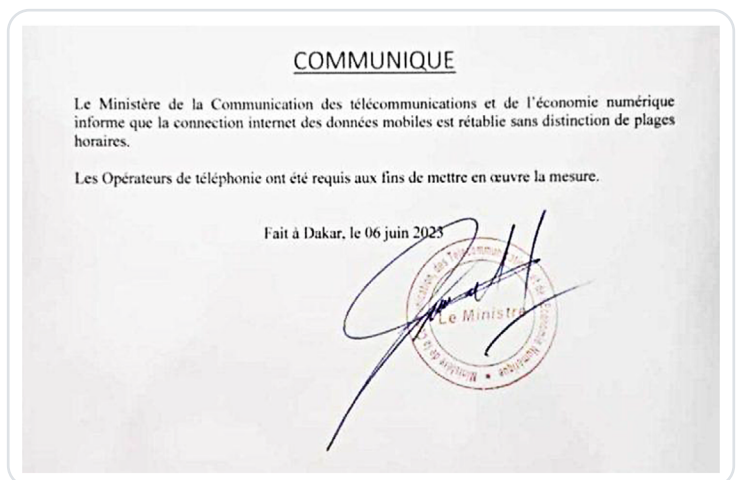 COMMUNIQUE
Le Ministère de la Communication des télécommunications et de l'économie numérique
informe que la connection internet des données mobiles est rétablie sans distinction de plages
horaires.
Les Opérateurs de téléphonie ont été requis aux fins de mettre en œuvre la mesure.
Fait à Dakar, le 06 juin 2023
Le Ministre